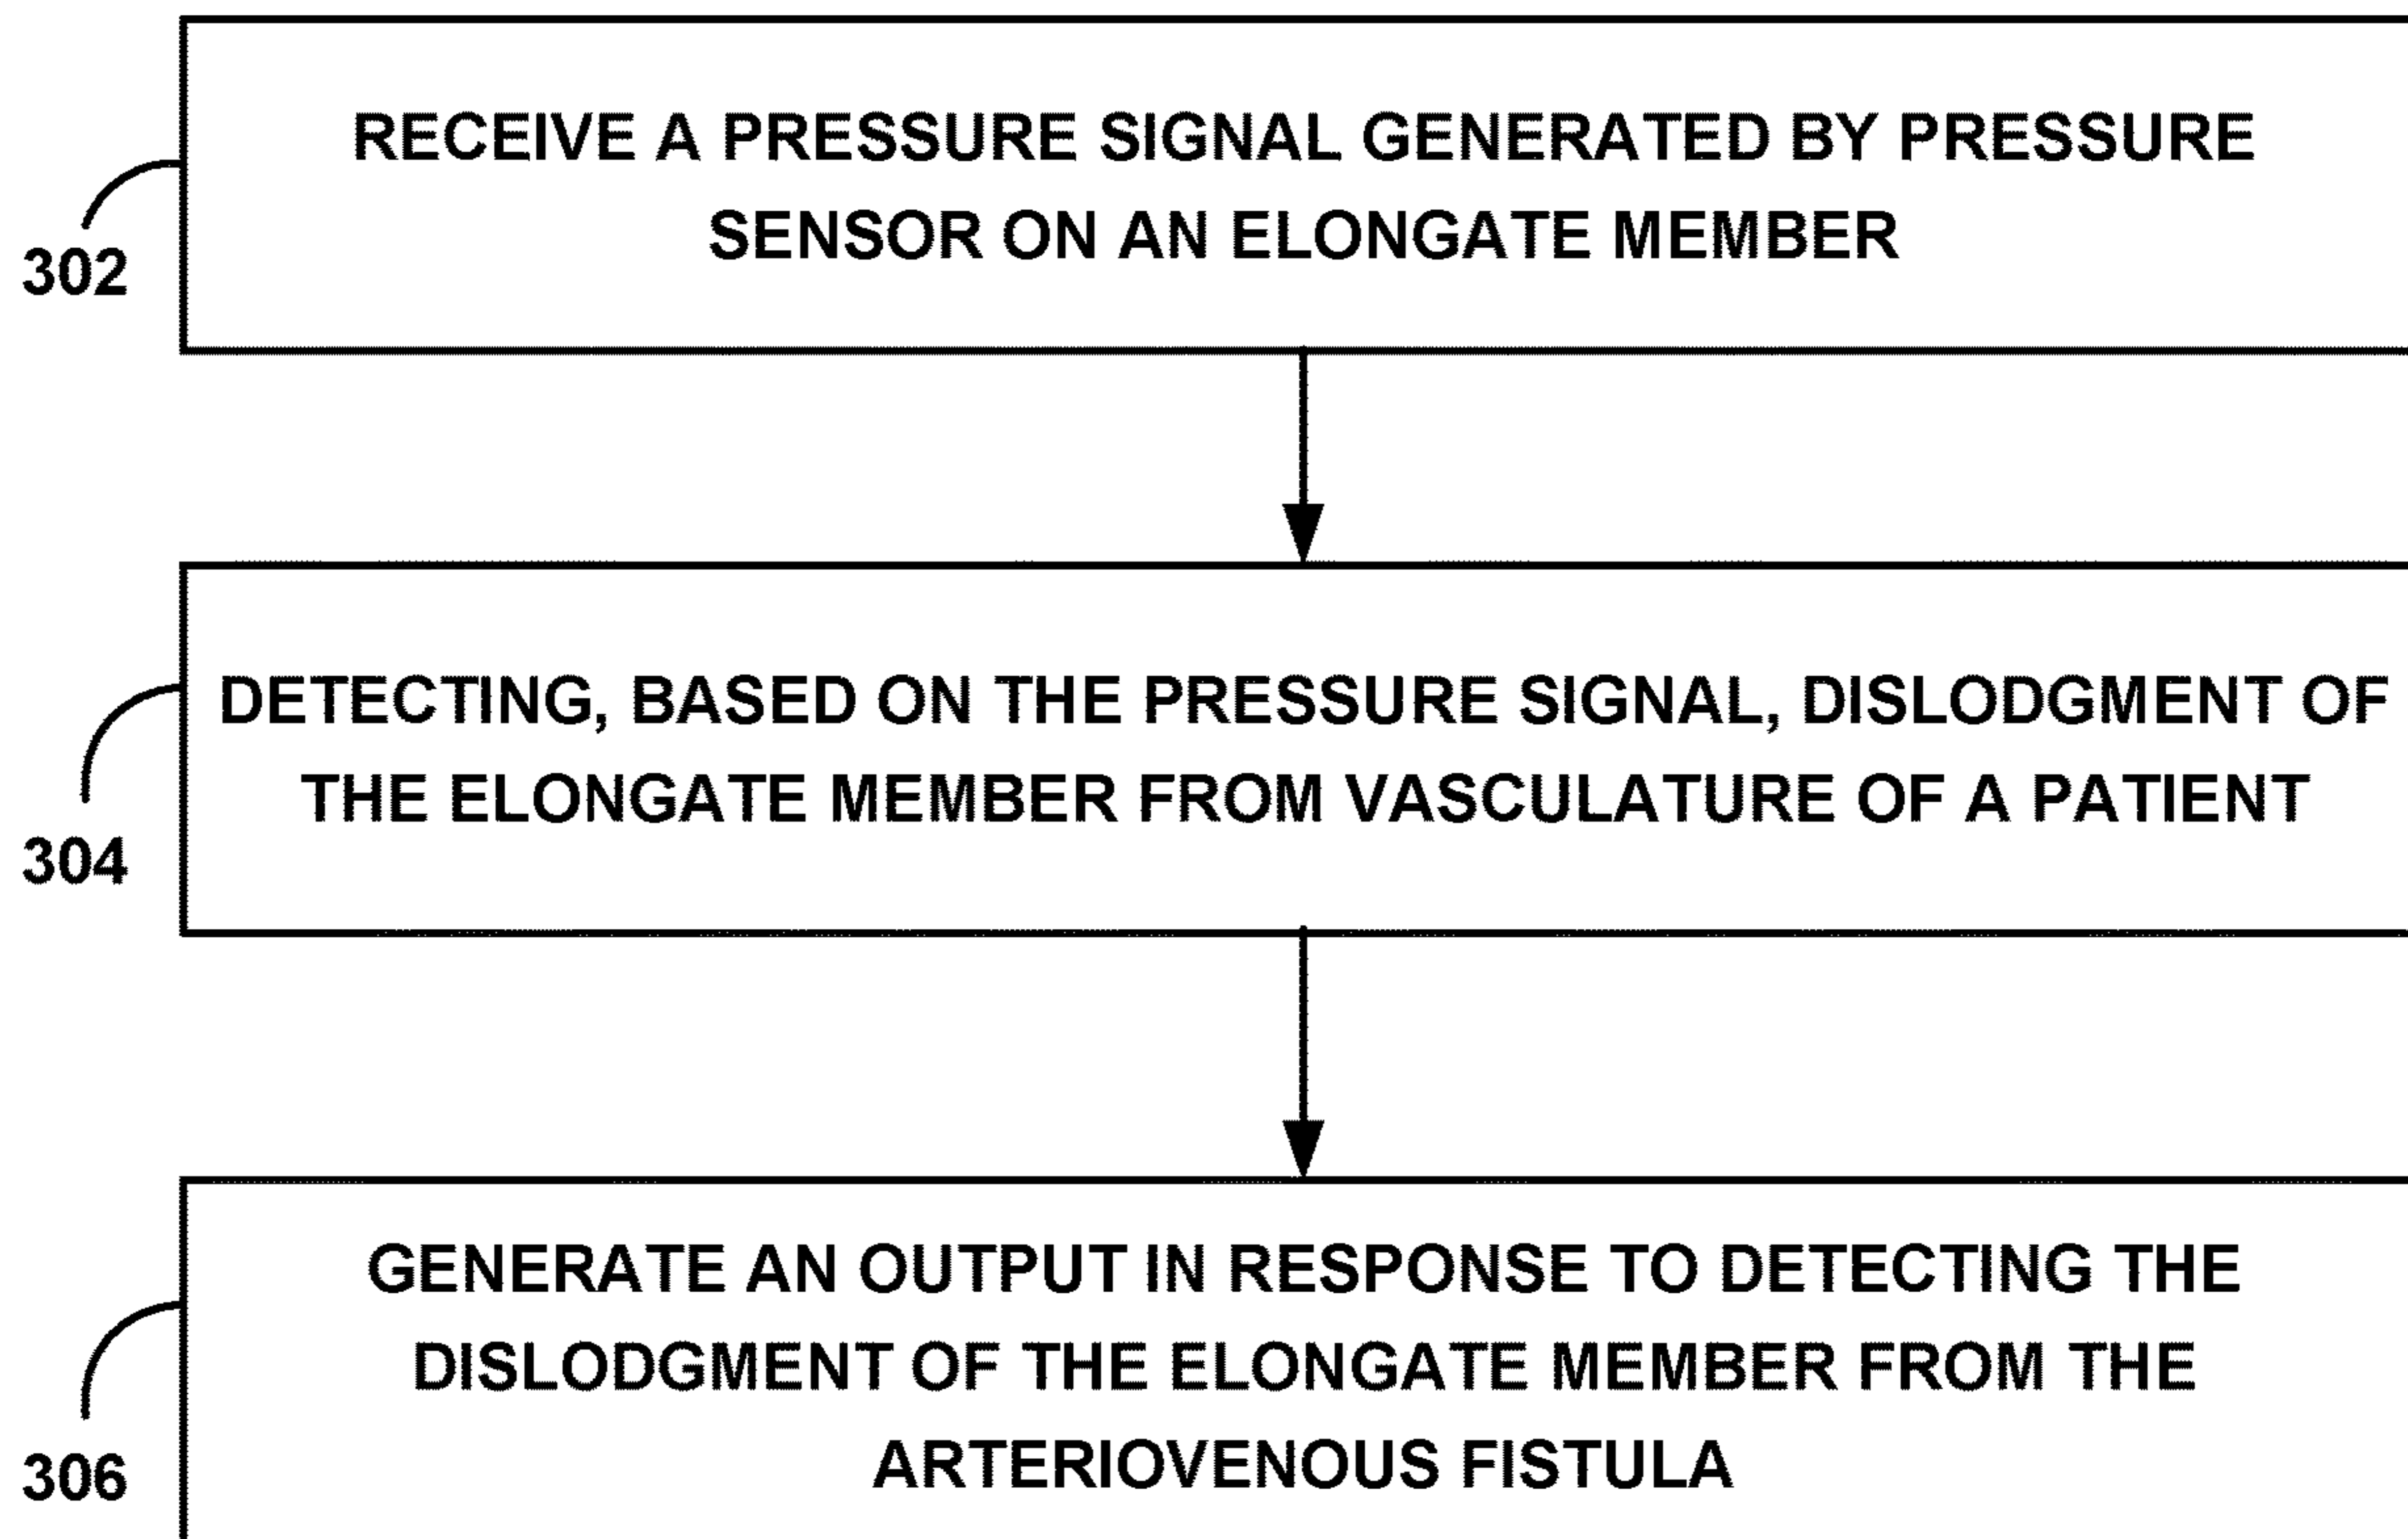 RECEIVE A PRESSURE SIGNAL GENERATED BY PRESSURE
SENSOR ON AN ELONGATE MEMBER
302
DETECTING, BASED ON THE PRESSURE SIGNAL, DISLODGMENT OF
THE ELONGATE MEMBER FROM VASCULATURE OF A PATIENT
304
GENERATE AN OUTPUT IN RESPONSE TO DETECTING THE
DISLODGMENT OF THE ELONGATE MEMBER FROM THE
ARTERIOVENOUS FISTULA
306